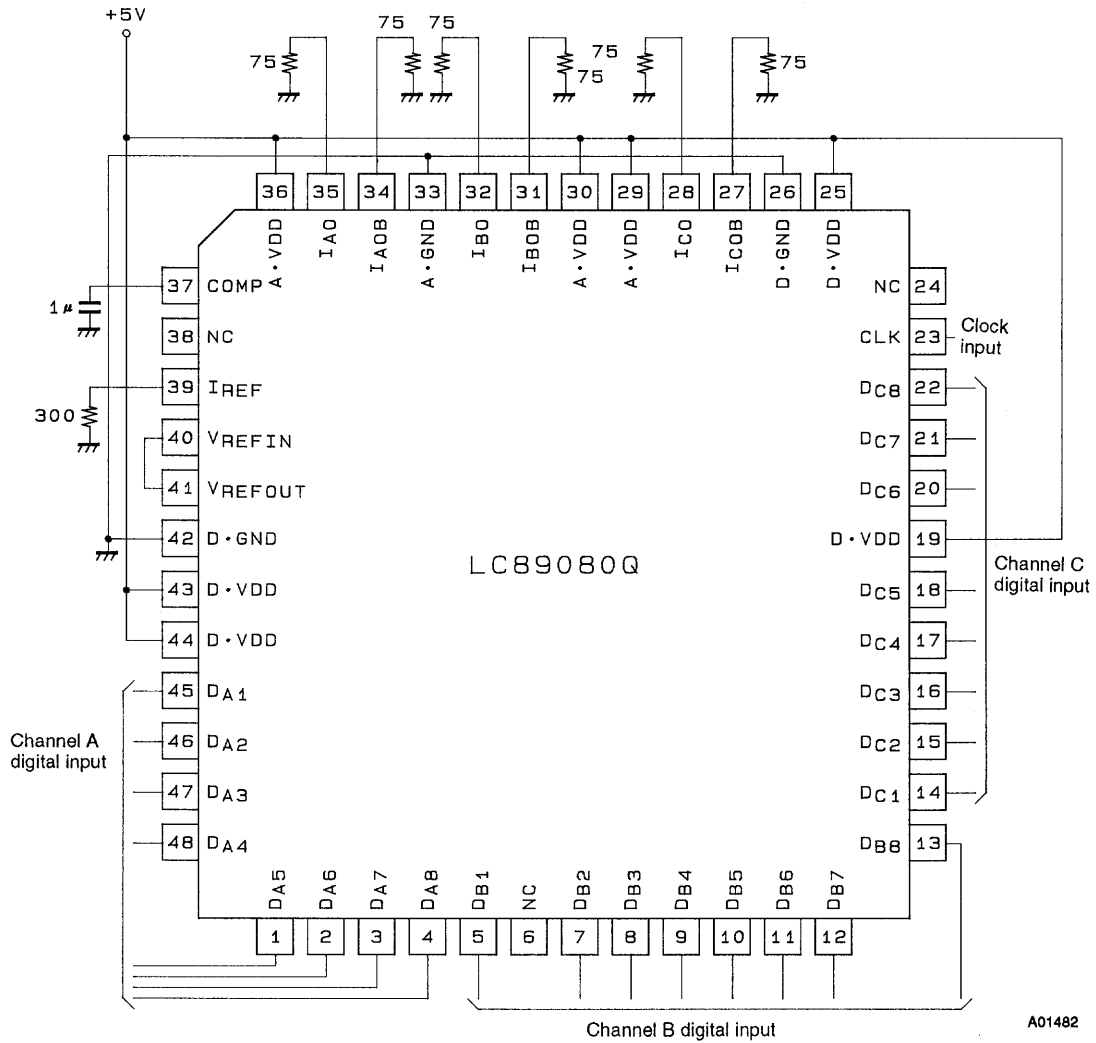 +5V
75 75 75 75 75 75
36 35 34 33 32 31 30 29 28 27 26 25
A·VDD IAO IAOB A·GND IBO IBOB A·VDD A·VDD ICO ICOB D·GND D·VDD
1μ 37 COMP
38 NC
300 39 IREF
40 VREFIN
41 VREFOUT
42 D·GND
43 D·VDD
44 D·VDD
Channel A
digital input
45 DA1
46 DA2
47 DA3
48 DA4
LC89080Q
NC 24
CLK 23 Clock
input
DC8 22
DC7 21
DC6 20
D·VDD 19
Channel C
digital input
DC5 18
DC4 17
DC3 16
DC2 15
DC1 14
DB8 13
DA5 DA6 DA7 DA8 DB1 NC DB2 DB3 DB4 DB5 DB6 DB7
1 2 3 4 5 6 7 8 9 10 11 12
Channel B digital input
A01482